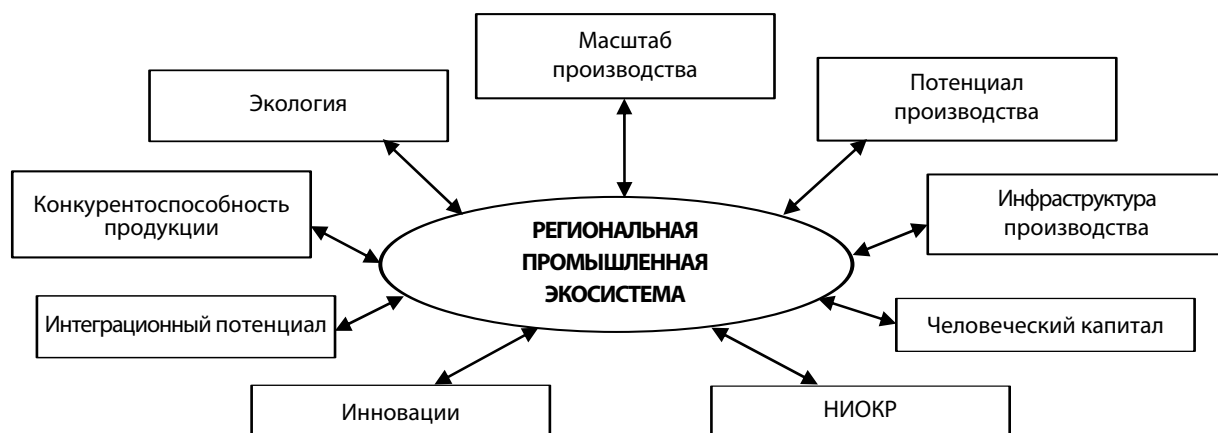 Масштаб
производства
Экология
Потенциал
производства
Конкурентоспособность
продукции
Инфраструктура
производства
РЕГИОНАЛЬНАЯ
ПРОМЫШЛЕННАЯ
ЭКОСИСТЕМА
Интеграционный потенциал
Человеческий капитал
Инновации
НИОКР